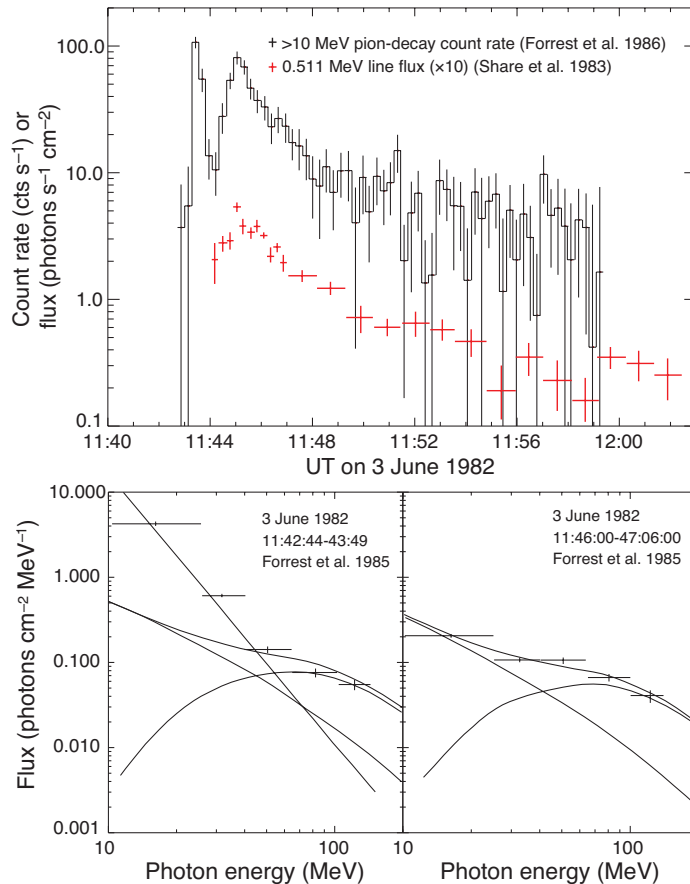 100.0
10.0
1.0
0.1
Count rate (cts s⁻¹) or
flux (photons s⁻¹ cm⁻²)
>10 MeV pion-decay count rate (Forrest et al. 1986)
0.511 MeV line flux (×10) (Share et al. 1983)
11:40 11:44 11:48 11:52 11:56 12:00
UT on 3 June 1982
10.000
1.000
0.100
0.010
0.001
Flux (photons cm⁻² MeV⁻¹)
3 June 1982
11:42:44-43:49
Forrest et al. 1985
10 100
Photon energy (MeV)
3 June 1982
11:46:00-47:06:00
Forrest et al. 1985
10 100
Photon energy (MeV)